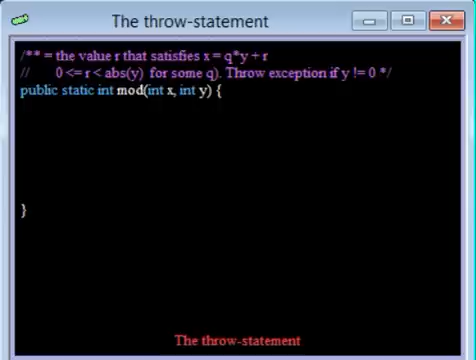 The throw-statement
/** = the value r that satisfies x = q*y + r
// 0 <= r < abs(y) for some q). Throw exception if y != 0 */
public static int mod(int x, int y) {
}
The throw-statement